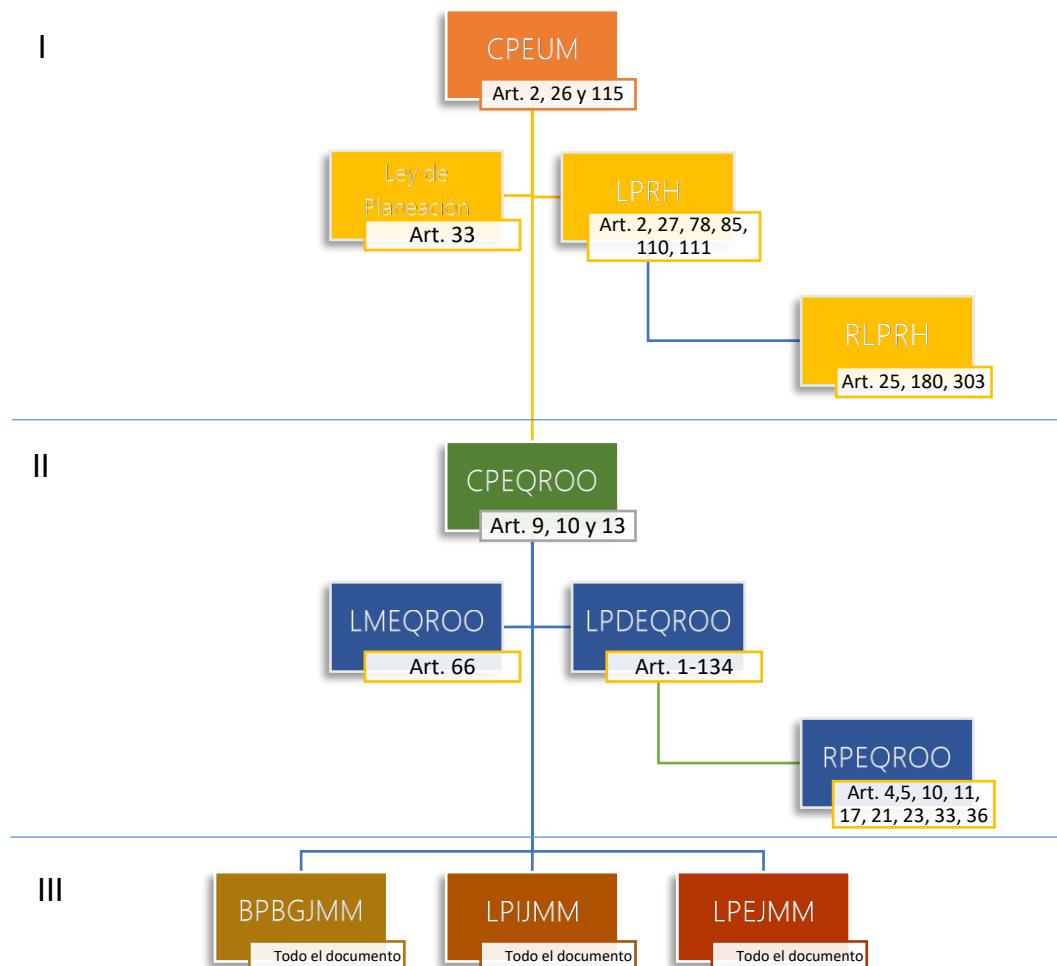 I
CPEUM
Art. 2, 26 y 115
Ley de
Planeación
Art. 33
LPRH
Art. 2, 27, 78, 85,
110, 111
RLPRH
Art. 25, 180, 303
II
CPEQROO
Art. 9, 10 y 13
LMEQROO
Art. 66
LPDEQROO
Art. 1-134
RPEQROO
Art. 4,5, 10, 11,
17, 21, 23, 33, 36
III
BPBGJMM
Todo el documento
LPIJMM
Todo el documento
LPEJMM
Todo el documento